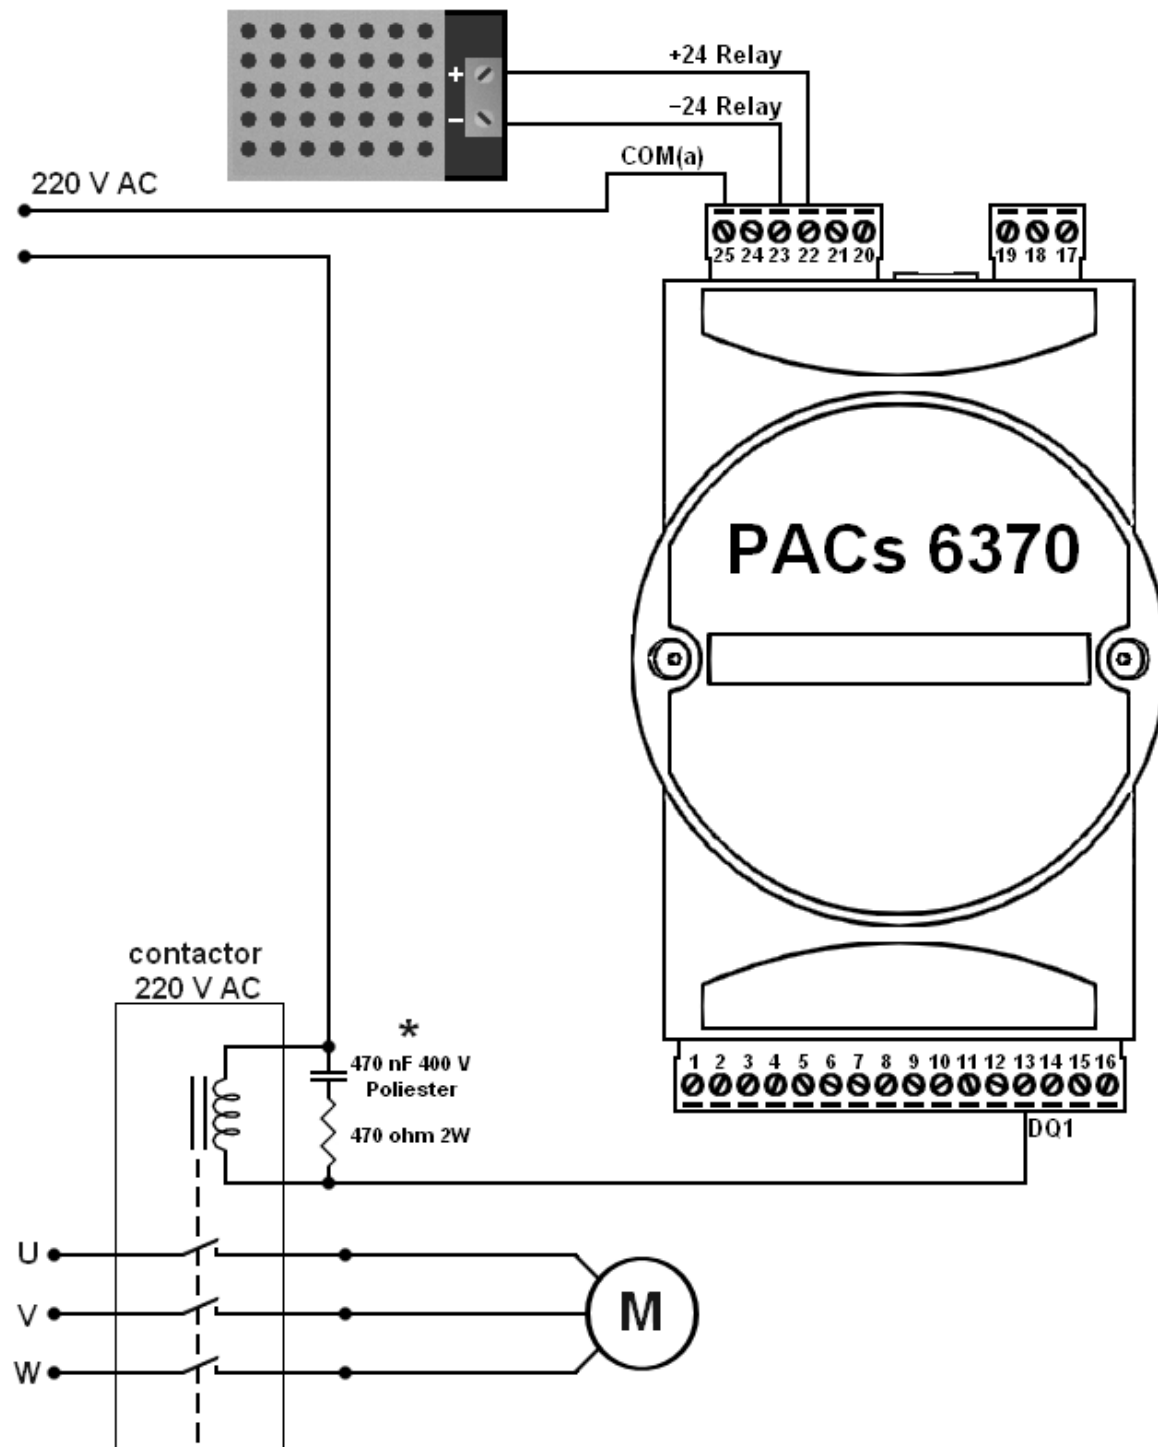 +24 Relay
+
−24 Relay
−
COM(a)
220 V AC
25 24 23 22 21 20
19 18 17
PACs 6370
contactor
220 V AC
*
470 nF 400 V
Poliester
470 ohm 2W
1 2 3 4 5 6 7 8 9 10 11 12 13 14 15 16
DQ1
U
V
M
W